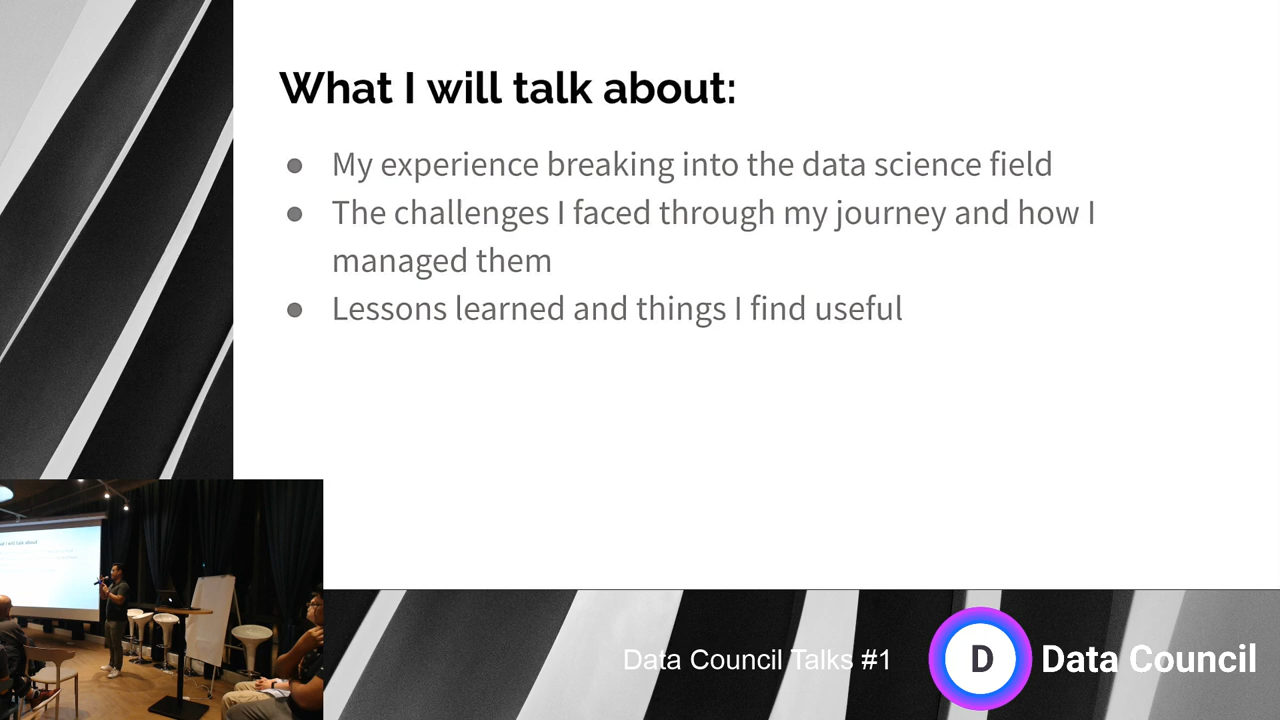 What I will talk about:
● My experience breaking into the data science field
● The challenges I faced through my journey and how I
managed them
● Lessons learned and things I find useful
Data Council Talks #1
D
Data Council